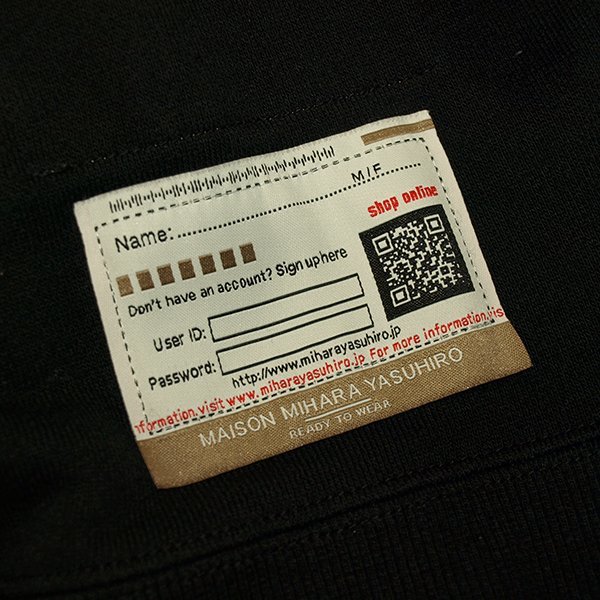 M/F
Name:
shop online
Don't have an account? Sign up here
User ID:
Password:
http://www.miharayasuhiro.jp
nformation.visit www.miharayasuhiro.jp For more information.vis
MAISON MIHARA YASUHIRO
READY TO WEAR